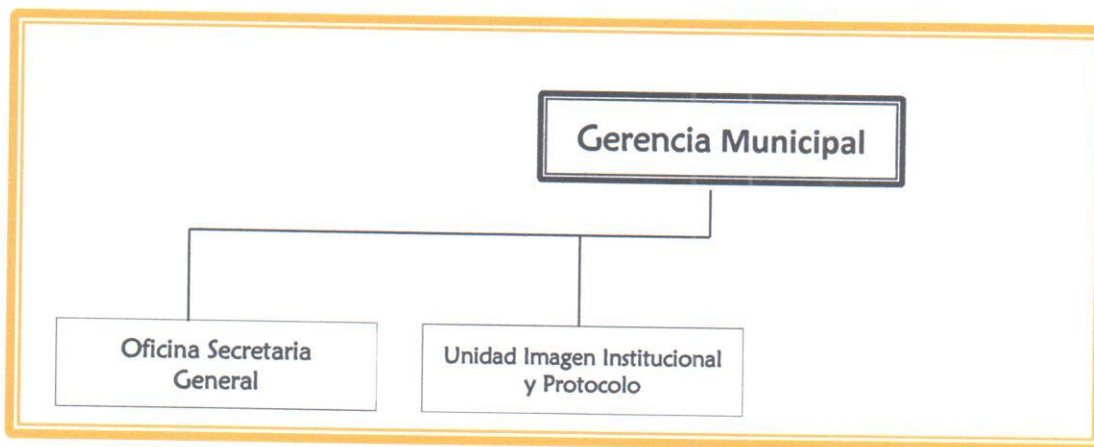 Gerencia Municipal
Oficina Secretaria
General
Unidad Imagen Institucional
y Protocolo